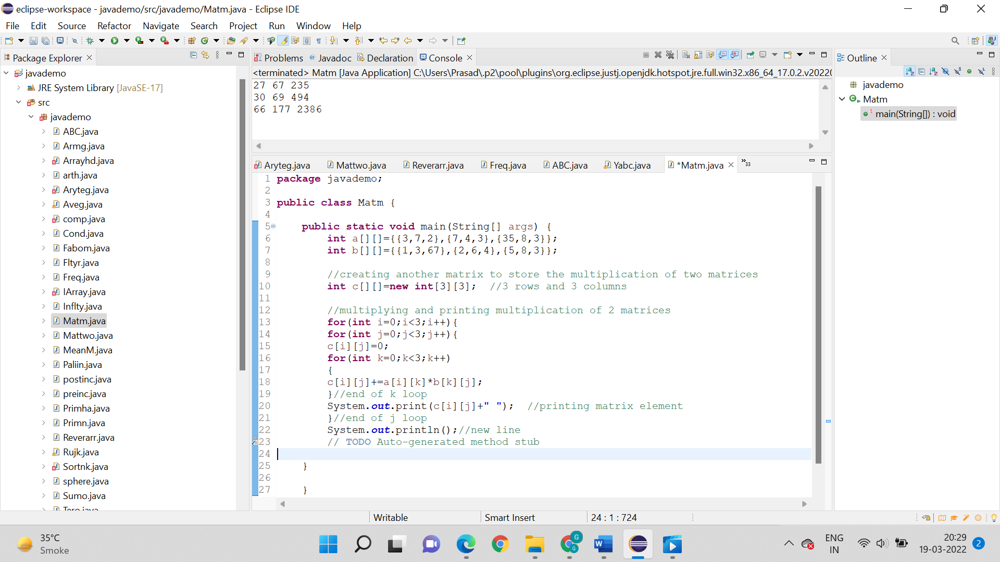 eclipse-workspace - javademo/src/javademo/Matm.java - Eclipse IDE
File Edit Source Refactor Navigate Search Project Run Window Help
Package Explorer
javademo
JRE System Library [JavaSE-17]
src
javademo
ABC.java
Armg.java
Arrayhd.java
arth.java
Aryteg.java
Aveg.java
comp.java
Cond.java
Fabom.java
Fltyr.java
Freq.java
IArray.java
Inflty.java
Matm.java
Mattwo.java
MeanM.java
Paliin.java
postinc.java
preinc.java
Primha.java
Primn.java
Reverarr.java
Rujk.java
Sortnk.java
sphere.java
Sumo.java
Tero.java
Problems Javadoc Declaration Console
<terminated> Matm [Java Application] C:\Users\Prasad\.p2\pool\plugins\org.eclipse.justj.openjdk.hotspot.jre.full.win32.x86_64_17.0.2.v20220
27 67 235
30 69 494
66 177 2386
Aryteg.java Mattwo.java Reverarr.java Freq.java ABC.java Yabc.java *Matm.java »33
1 package javademo;
2
3 public class Matm {
4
5 public static void main(String[] args) {
6 int a[][]={{3,7,2},{7,4,3},{35,8,3}};
7 int b[][]={{1,3,67},{2,6,4},{5,8,3}};
8
9 //creating another matrix to store the multiplication of two matrices
10 int c[][]=new int[3][3];  //3 rows and 3 columns
11
12 //multiplying and printing multiplication of 2 matrices
13 for(int i=0;i<3;i++){
14 for(int j=0;j<3;j++){
15 c[i][j]=0;
16 for(int k=0;k<3;k++)
17 {
18 c[i][j]+=a[i][k]*b[k][j];
19 }//end of k loop
20 System.out.print(c[i][j]+" ");  //printing matrix element
21 }//end of j loop
22 System.out.println();//new line
23 // TODO Auto-generated method stub
24
25 }
26
27 }
Outline
javademo
Matm
main(String[]) : void
Writable Smart Insert 24 : 1 : 724
35°C
Smoke
ENG
IN
20:29
19-03-2022
2